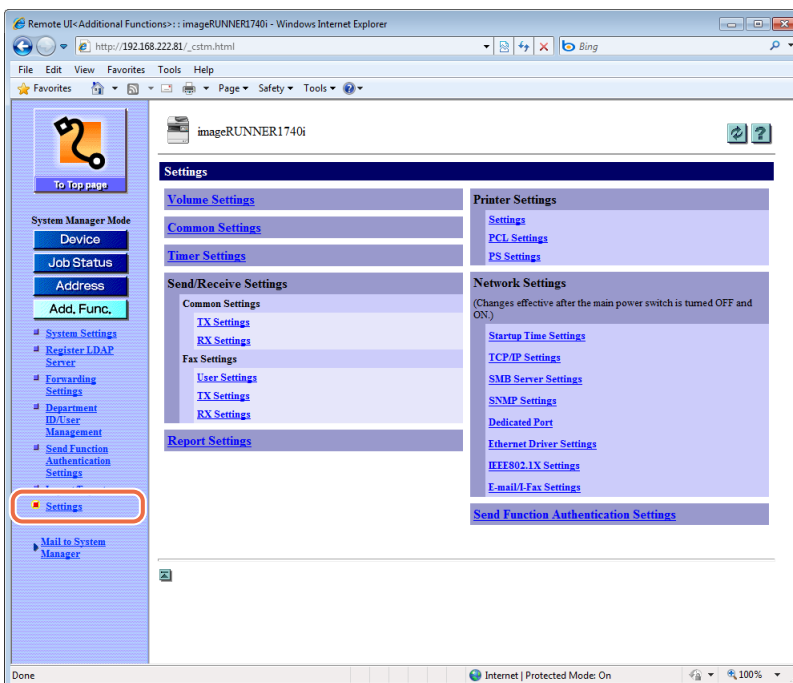 Remote UI<Additional Functions>: : imageRUNNER1740i - Windows Internet Explorer
http://192.168.222.81/_cstm.html
Bing
File Edit View Favorites Tools Help
Favorites
Page Safety Tools
To Top page
System Manager Mode
Device
Job Status
Address
Add. Func.
System Settings
Register LDAP
Server
Forwarding
Settings
Department
ID/User
Management
Send Function
Authentication
Settings
Settings
Mail to System
Manager
imageRUNNER1740i
Settings
Volume Settings
Common Settings
Timer Settings
Send/Receive Settings
Common Settings
TX Settings
RX Settings
Fax Settings
User Settings
TX Settings
RX Settings
Report Settings
Printer Settings
Settings
PCL Settings
PS Settings
Network Settings
(Changes effective after the main power switch is turned OFF and
ON.)
Startup Time Settings
TCP/IP Settings
SMB Server Settings
SNMP Settings
Dedicated Port
Ethernet Driver Settings
IEEE802.1X Settings
E-mail/I-Fax Settings
Send Function Authentication Settings
Done
Internet | Protected Mode: On
100%